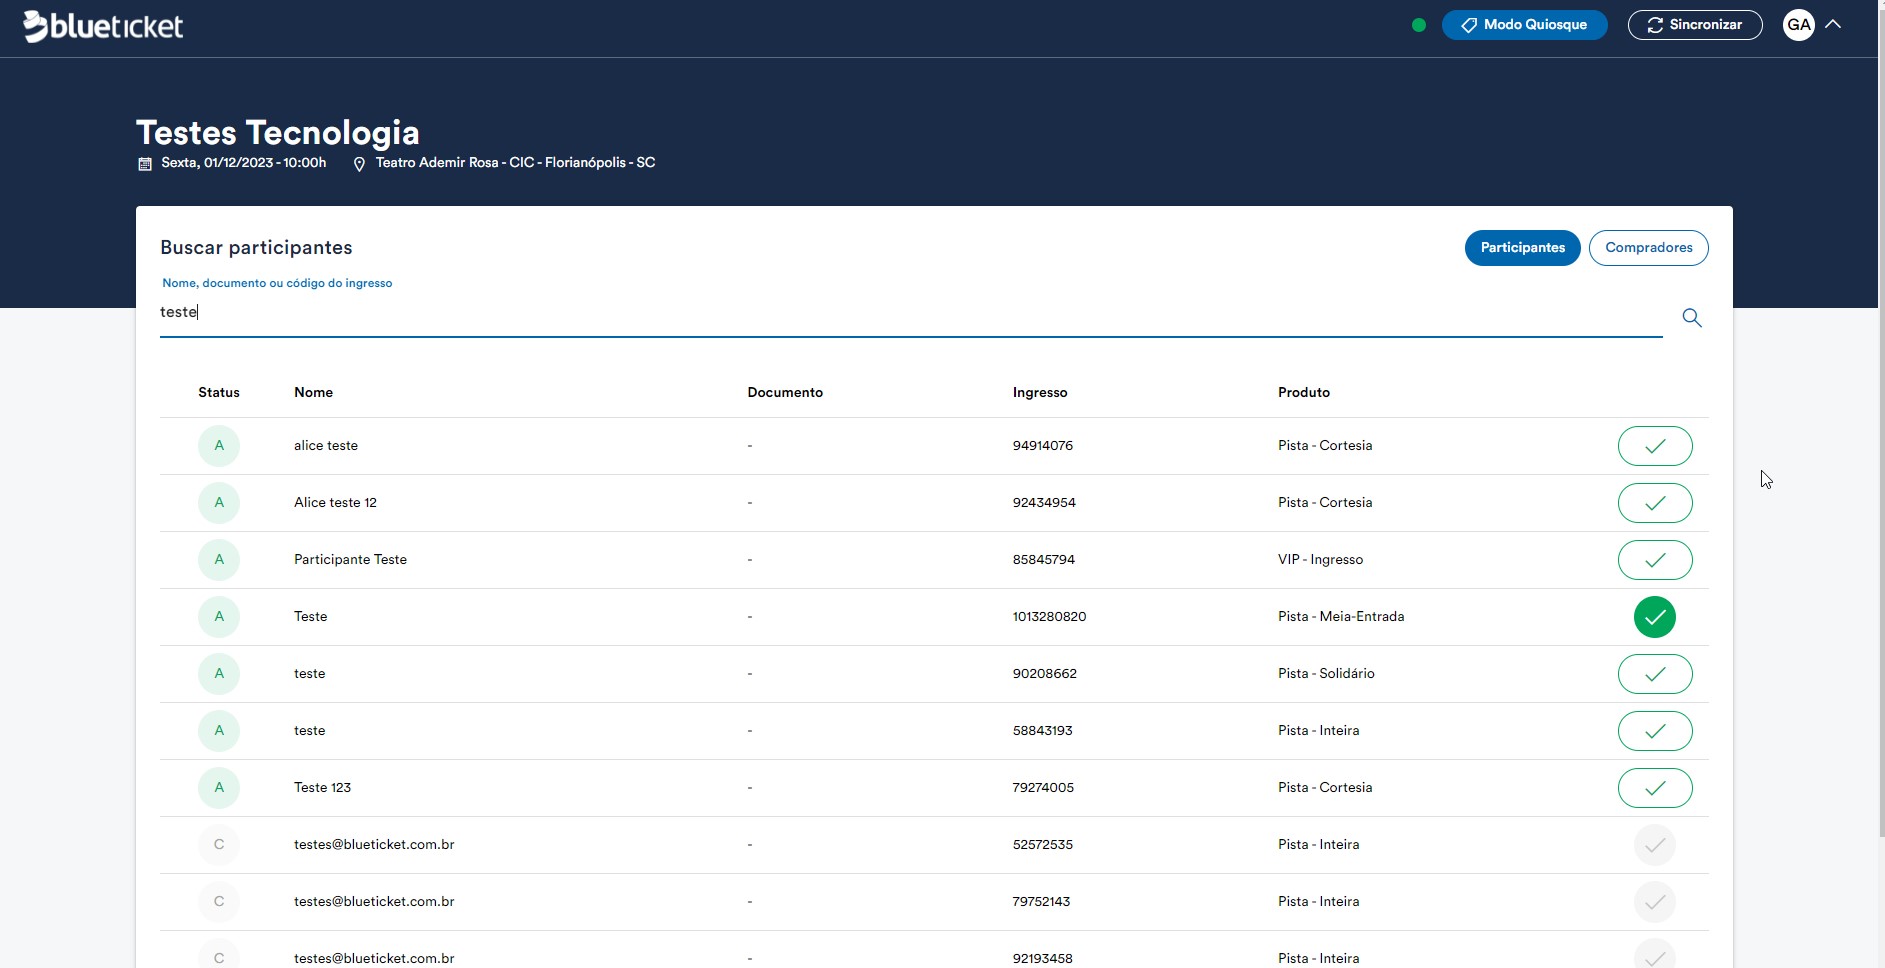 blueticket
Modo Quiosque
Sincronizar
GA
Testes Tecnologia
Sexta, 01/12/2023 - 10:00h
Teatro Ademir Rosa - CIC - Florianópolis - SC
Buscar participantes
Participantes
Compradores
Nome, documento ou código do ingresso
teste
Status Nome Documento Ingresso Produto
A alice teste - 94914076 Pista - Cortesia
A Alice teste 12 - 92434954 Pista - Cortesia
A Participante Teste - 85845794 VIP - Ingresso
A Teste - 1013280820 Pista - Meia-Entrada
A teste - 90208662 Pista - Solidário
A teste - 58843193 Pista - Inteira
A Teste 123 - 79274005 Pista - Cortesia
C testes@blueticket.com.br - 52572535 Pista - Inteira
C testes@blueticket.com.br - 79752143 Pista - Inteira
C testes@blueticket.com.br - 92193458 Pista - Inteira